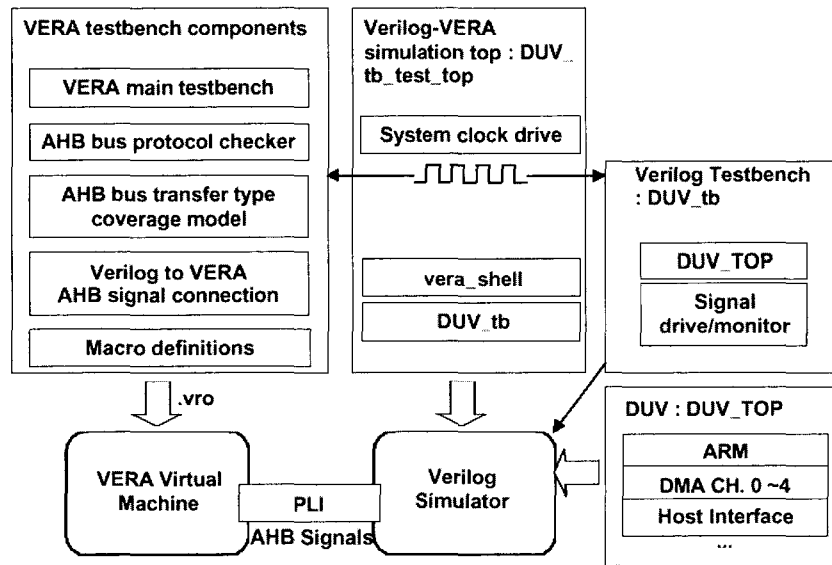 VERA testbench components
VERA main testbench
AHB bus protocol checker
AHB bus transfer type
coverage model
Verilog to VERA
AHB signal connection
Macro definitions
Verilog-VERA
simulation top : DUV_
tb_test_top
System clock drive
vera_shell
DUV_tb
Verilog Testbench
: DUV_tb
DUV_TOP
Signal
drive/monitor
.vro
VERA Virtual
Machine
PLI
AHB Signals
Verilog
Simulator
DUV : DUV_TOP
ARM
DMA CH. 0 ~4
Host Interface
...